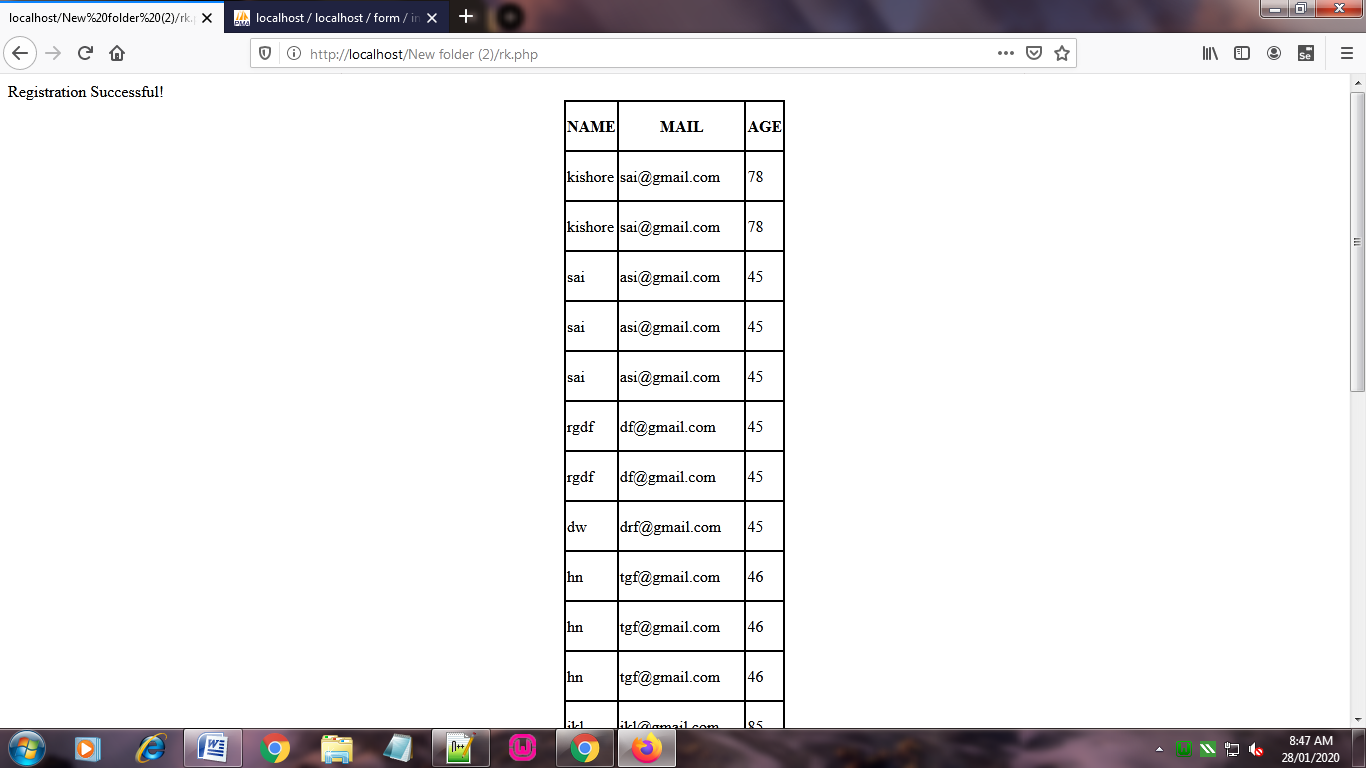 localhost/New%20folder%20(2)/rk.p
localhost / localhost / form / in
http://localhost/New folder (2)/rk.php
Registration Successful!
NAME MAIL AGE
kishore sai@gmail.com 78
kishore sai@gmail.com 78
sai asi@gmail.com 45
sai asi@gmail.com 45
sai asi@gmail.com 45
rgdf df@gmail.com 45
rgdf df@gmail.com 45
dw drf@gmail.com 45
hn tgf@gmail.com 46
hn tgf@gmail.com 46
hn tgf@gmail.com 46
8:47 AM
28/01/2020